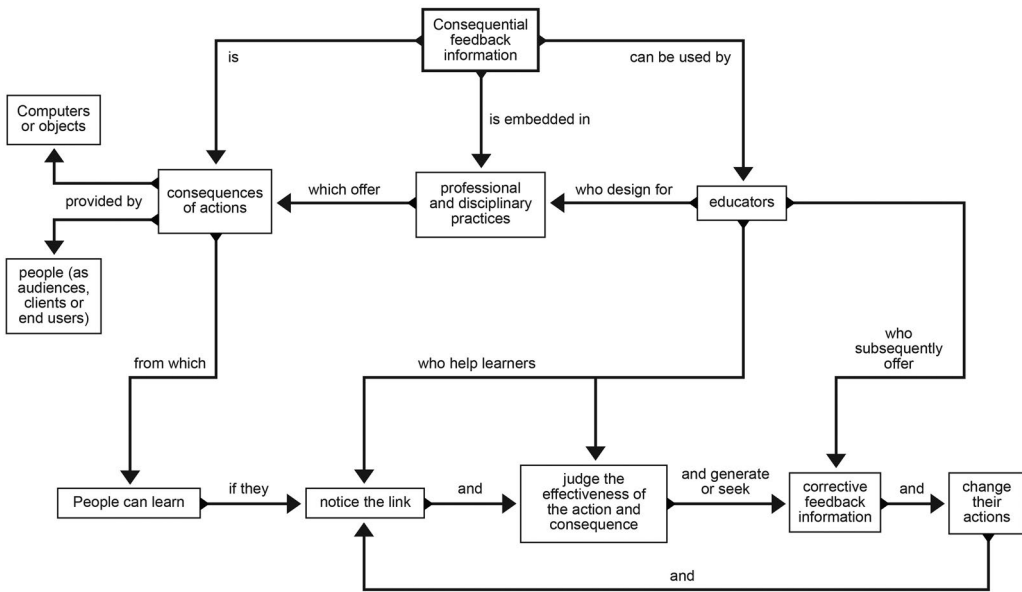 Consequential
feedback
information
is
can be used by
is embedded in
Computers
or objects
provided by
people (as
audiences,
clients or
end users)
consequences
of actions
which offer
professional
and disciplinary
practices
who design for
educators
from which
who help learners
who
subsequently
offer
People can learn
if they
notice the link
and
judge the
effectiveness of
the action and
consequence
and generate
or seek
corrective
feedback
information
and
change
their
actions
and